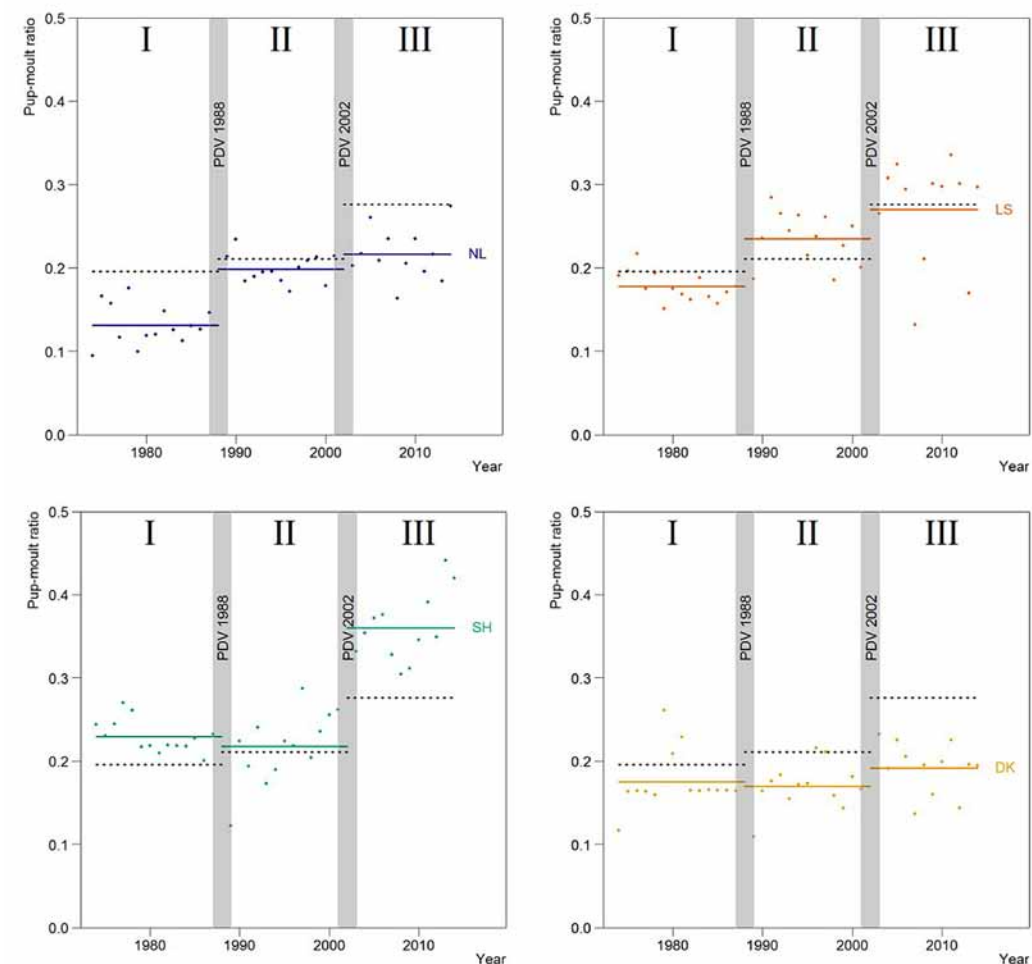 Pup-moult ratio
0.5
0.4
0.3
0.2
0.1
0.0
I
II
III
PDV 1988
PDV 2002
NL
1980
1990
2000
2010
Year
Pup-moult ratio
0.5
0.4
0.3
0.2
0.1
0.0
I
II
III
PDV 1988
PDV 2002
LS
1980
1990
2000
2010
Year
Pup-moult ratio
0.5
0.4
0.3
0.2
0.1
0.0
I
II
III
PDV 1988
PDV 2002
SH
1980
1990
2000
2010
Year
Pup-moult ratio
0.5
0.4
0.3
0.2
0.1
0.0
I
II
III
PDV 1988
PDV 2002
DK
1980
1990
2000
2010
Year